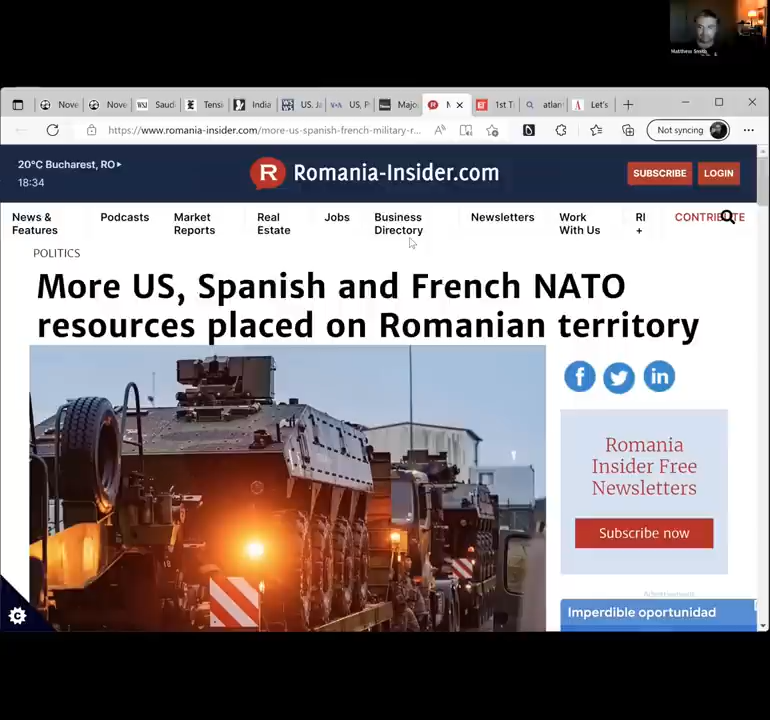 Matthew Smith
Nove
Nove
WSJ Saudi
Tensi
India
US, Ja
VOA US, P
Majo
R
1st T
atlan
Let's
https://www.romania-insider.com/more-us-spanish-french-military-r...
Not syncing
20°C Bucharest, RO
18:34
R Romania-Insider.com
SUBSCRIBE
LOGIN
News & Features
Podcasts
Market Reports
Real Estate
Jobs
Business Directory
Newsletters
Work With Us
RI +
CONTRIBUTE
POLITICS
More US, Spanish and French NATO
resources placed on Romanian territory
Romania
Insider Free
Newsletters
Subscribe now
Advertisement
Imperdible oportunidad